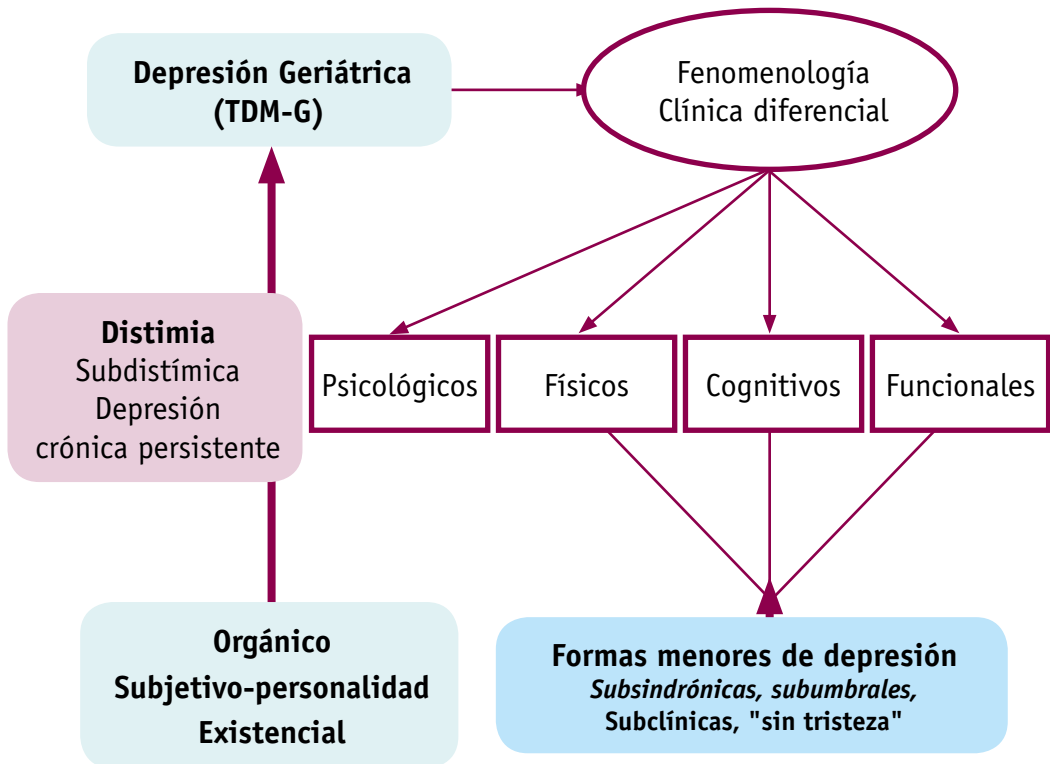 Depresión Geriátrica
(TDM-G)
Fenomenología
Clínica diferencial
Distimia
Subdistímica
Depresión
crónica persistente
Psicológicos
Físicos
Cognitivos
Funcionales
Orgánico
Subjetivo-personalidad
Existencial
Formas menores de depresión
Subsindrónicas, subumbrales,
Subclínicas, "sin tristeza"